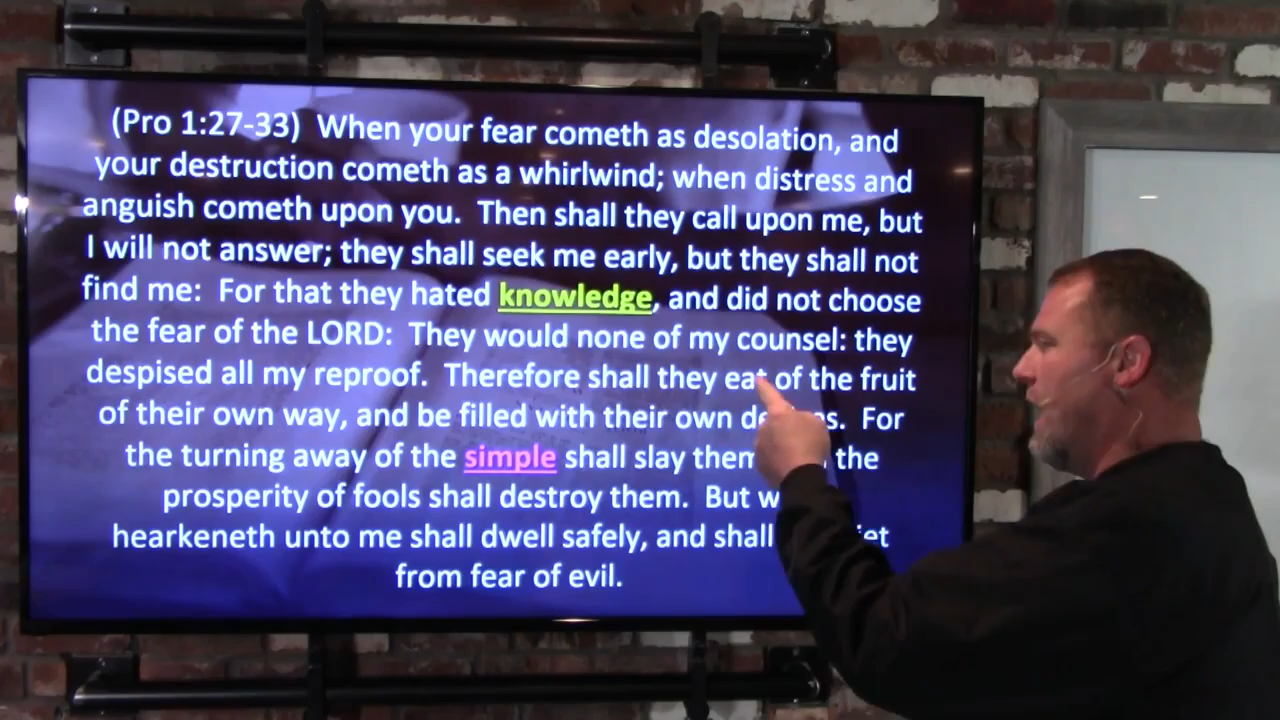 (Pro 1:27-33) When your fear cometh as desolation, and
your destruction cometh as a whirlwind; when distress and
anguish cometh upon you. Then shall they call upon me, but
I will not answer; they shall seek me early, but they shall not
find me: For that they hated knowledge, and did not choose
the fear of the LORD: They would none of my counsel: they
despised all my reproof. Therefore shall they eat of the fruit
of their own way, and be filled with their own For
the turning away of the simple shall slay them the
prosperity of fools shall destroy them. But
hearkeneth unto me shall dwell safely, and shall
from fear of evil.